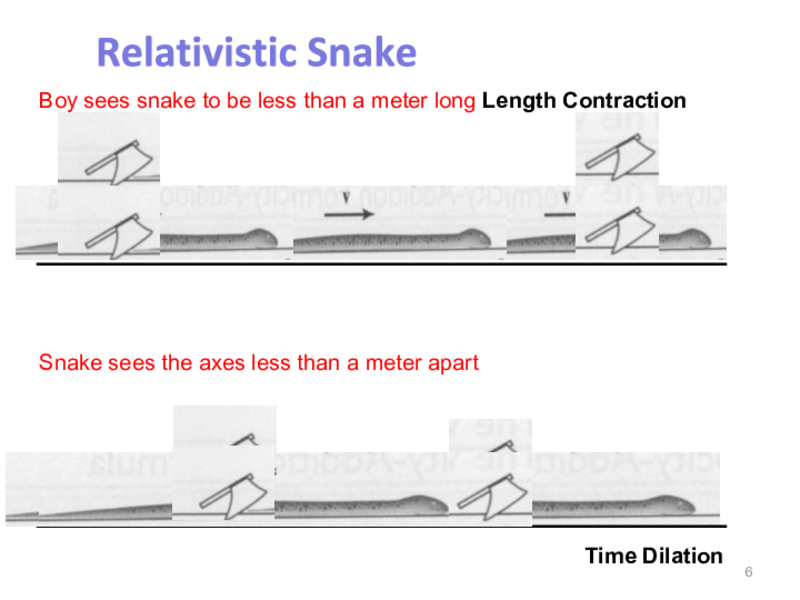 Relativistic Snake
Boy sees snake to be less than a meter long Length Contraction
v
v
Snake sees the axes less than a meter apart
Time Dilation
6